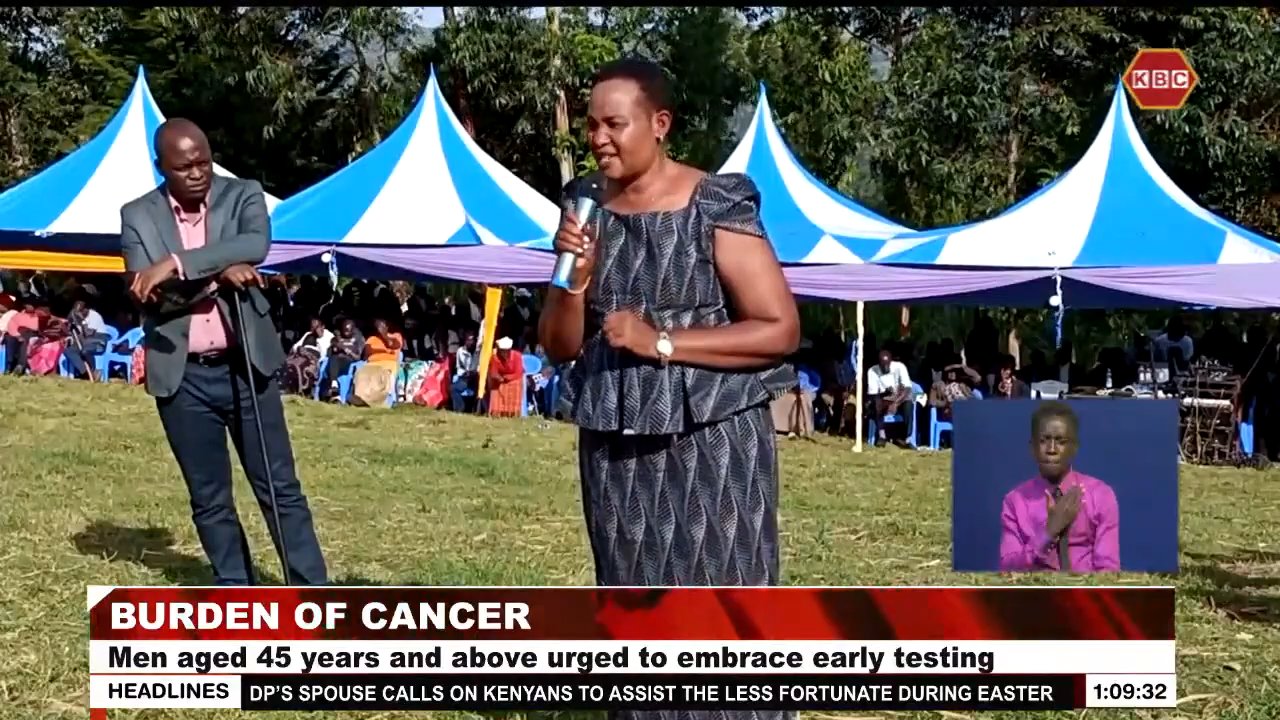 KBC
BURDEN OF CANCER
Men aged 45 years and above urged to embrace early testing
HEADLINES DP'S SPOUSE CALLS ON KENYANS TO ASSIST THE LESS FORTUNATE DURING EASTER 1:09:32